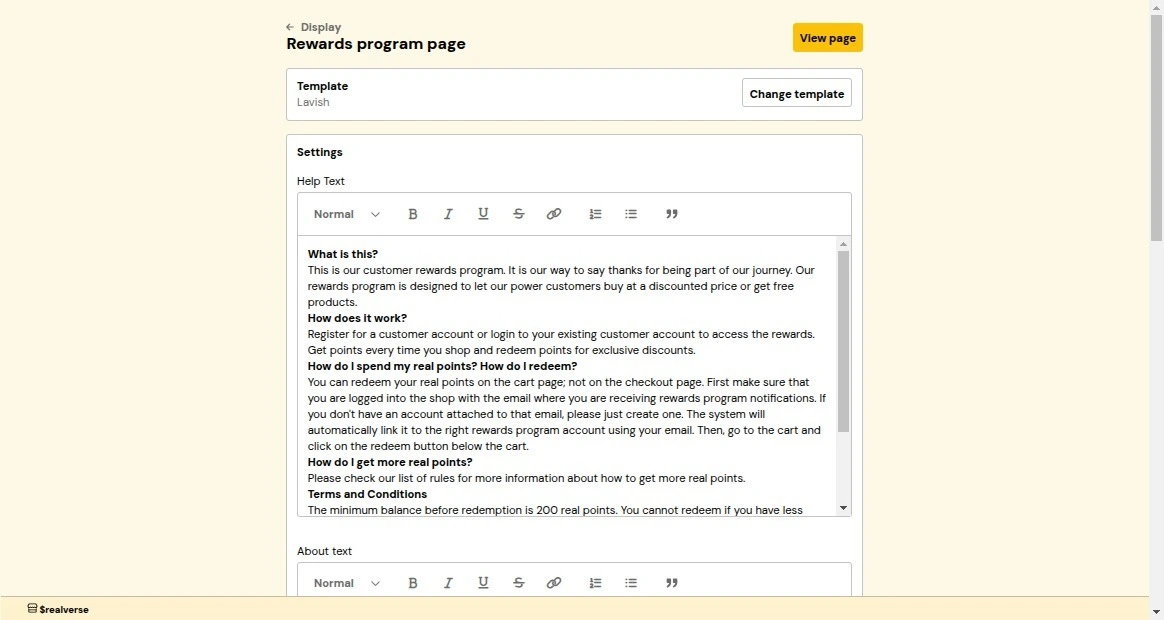 ← Display
Rewards program page
View page
Template
Lavish
Change template
Settings
Help Text
Normal B I U S
What is this?
This is our customer rewards program. It is our way to say thanks for being part of our journey. Our
rewards program is designed to let our power customers buy at a discounted price or get free
products.
How does it work?
Register for a customer account or login to your existing customer account to access the rewards.
Get points every time you shop and redeem points for exclusive discounts.
How do I spend my real points? How do I redeem?
You can redeem your real points on the cart page; not on the checkout page. First make sure that
you are logged into the shop with the email where you are receiving rewards program notifications. If
you don't have an account attached to that email, please just create one. The system will
automatically link it to the right rewards program account using your email. Then, go to the cart and
click on the redeem button below the cart.
How do I get more real points?
Please check our list of rules for more information about how to get more real points.
Terms and Conditions
The minimum balance before redemption is 200 real points. You cannot redeem if you have less
About text
Normal B I U S
$realverse